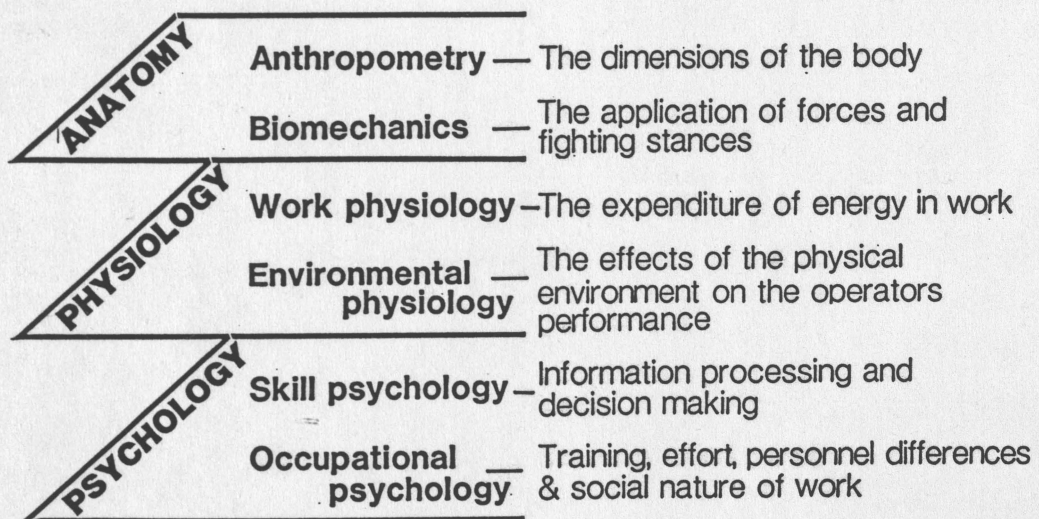 ANATOMY
Anthropometry — The dimensions of the body
Biomechanics — The application of forces and
fighting stances
PHYSIOLOGY
Work physiology – The expenditure of energy in work
Environmental — The effects of the physical
physiology environment on the operators
performance
PSYCHOLOGY
Skill psychology – Information processing and
decision making
Occupational — Training, effort, personnel differences
psychology & social nature of work